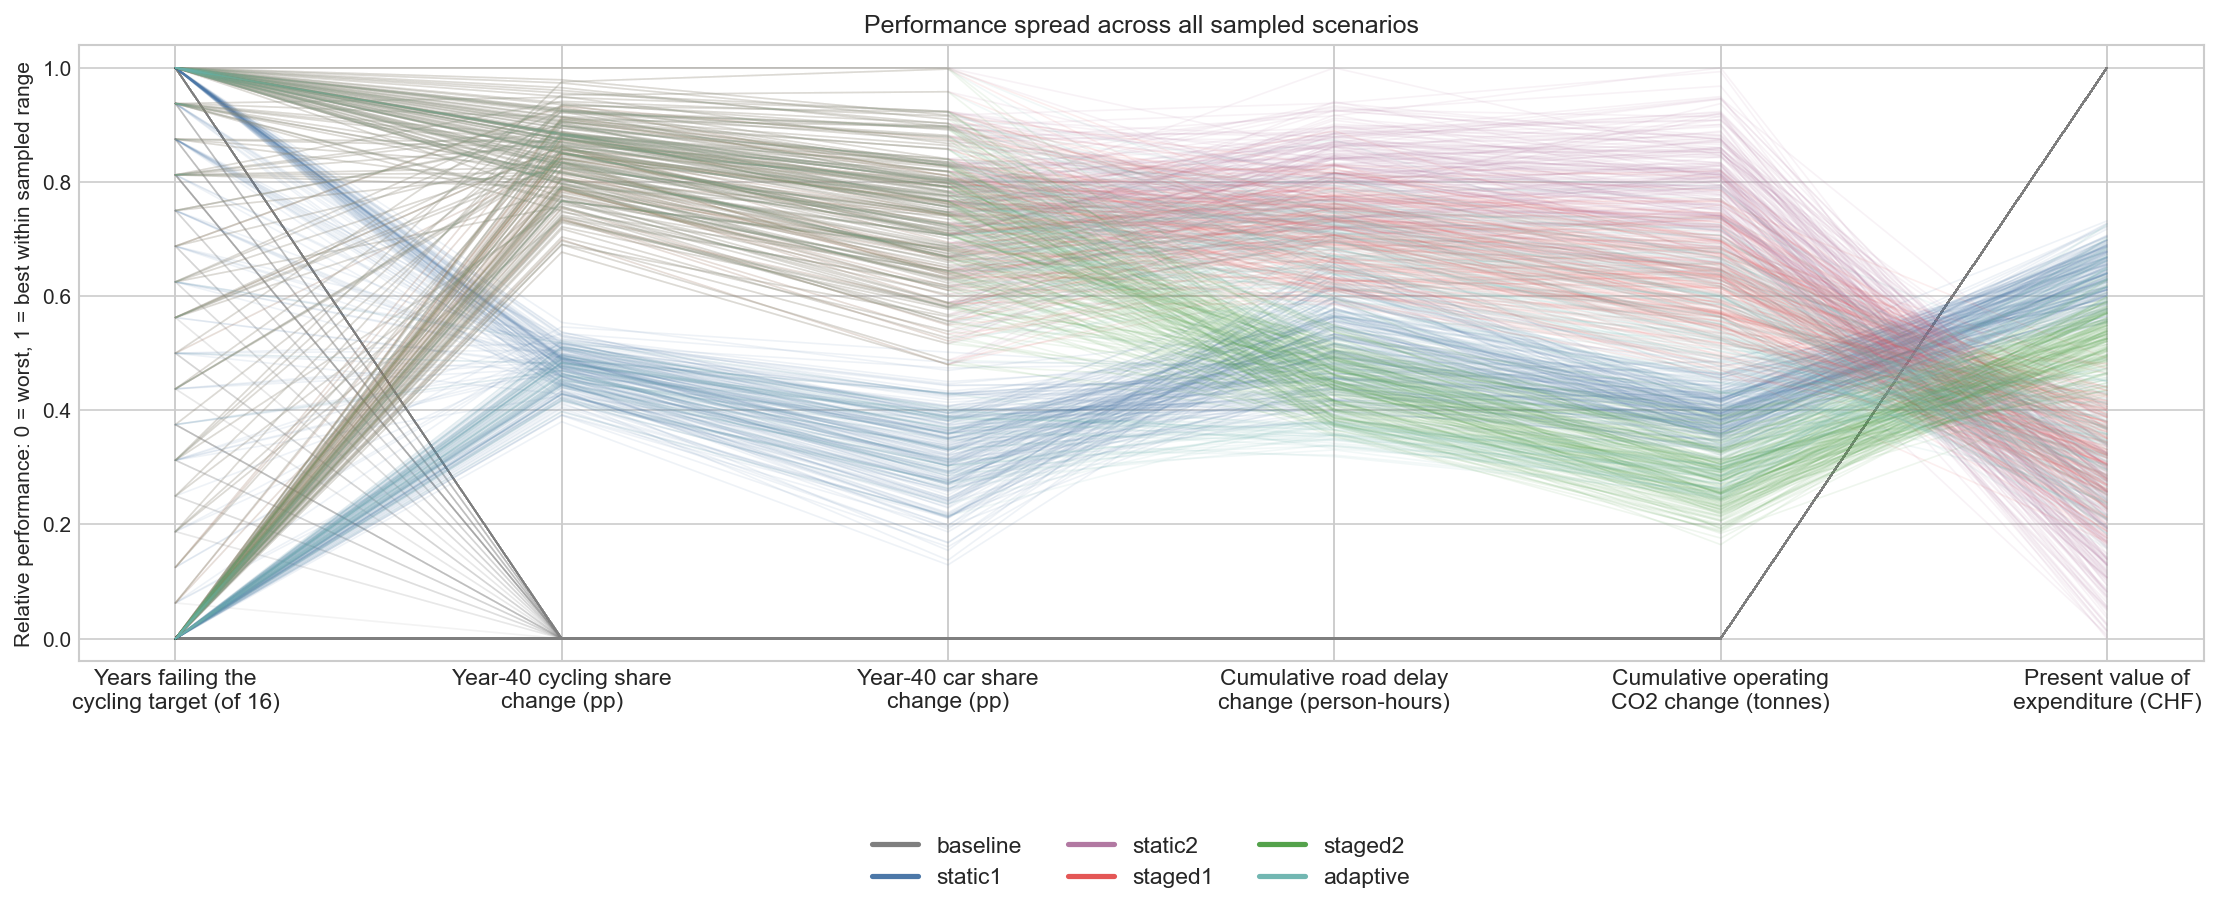 Performance spread across all sampled scenarios
Relative performance: 0 = worst, 1 = best within sampled range
1.0
0.8
0.6
0.4
0.2
0.0
Years failing the
cycling target (of 16)
Year-40 cycling share
change (pp)
Year-40 car share
change (pp)
Cumulative road delay
change (person-hours)
Cumulative operating
CO2 change (tonnes)
Present value of
expenditure (CHF)
baseline
static1
static2
staged1
staged2
adaptive